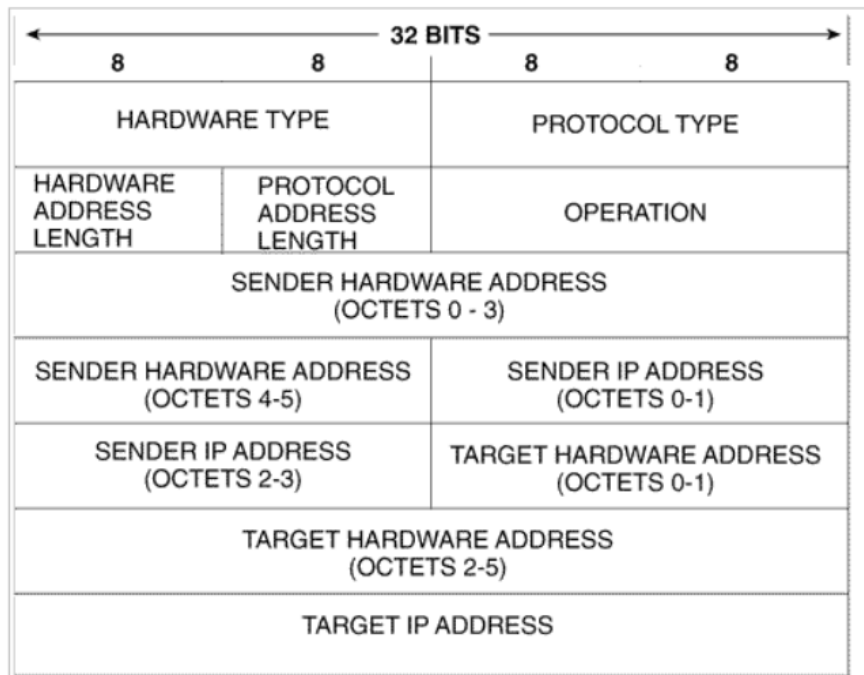 32 BITS
8 8 8 8
HARDWARE TYPE
PROTOCOL TYPE
HARDWARE
ADDRESS
LENGTH
PROTOCOL
ADDRESS
LENGTH
OPERATION
SENDER HARDWARE ADDRESS
(OCTETS 0 - 3)
SENDER HARDWARE ADDRESS
(OCTETS 4-5)
SENDER IP ADDRESS
(OCTETS 0-1)
SENDER IP ADDRESS
(OCTETS 2-3)
TARGET HARDWARE ADDRESS
(OCTETS 0-1)
TARGET HARDWARE ADDRESS
(OCTETS 2-5)
TARGET IP ADDRESS